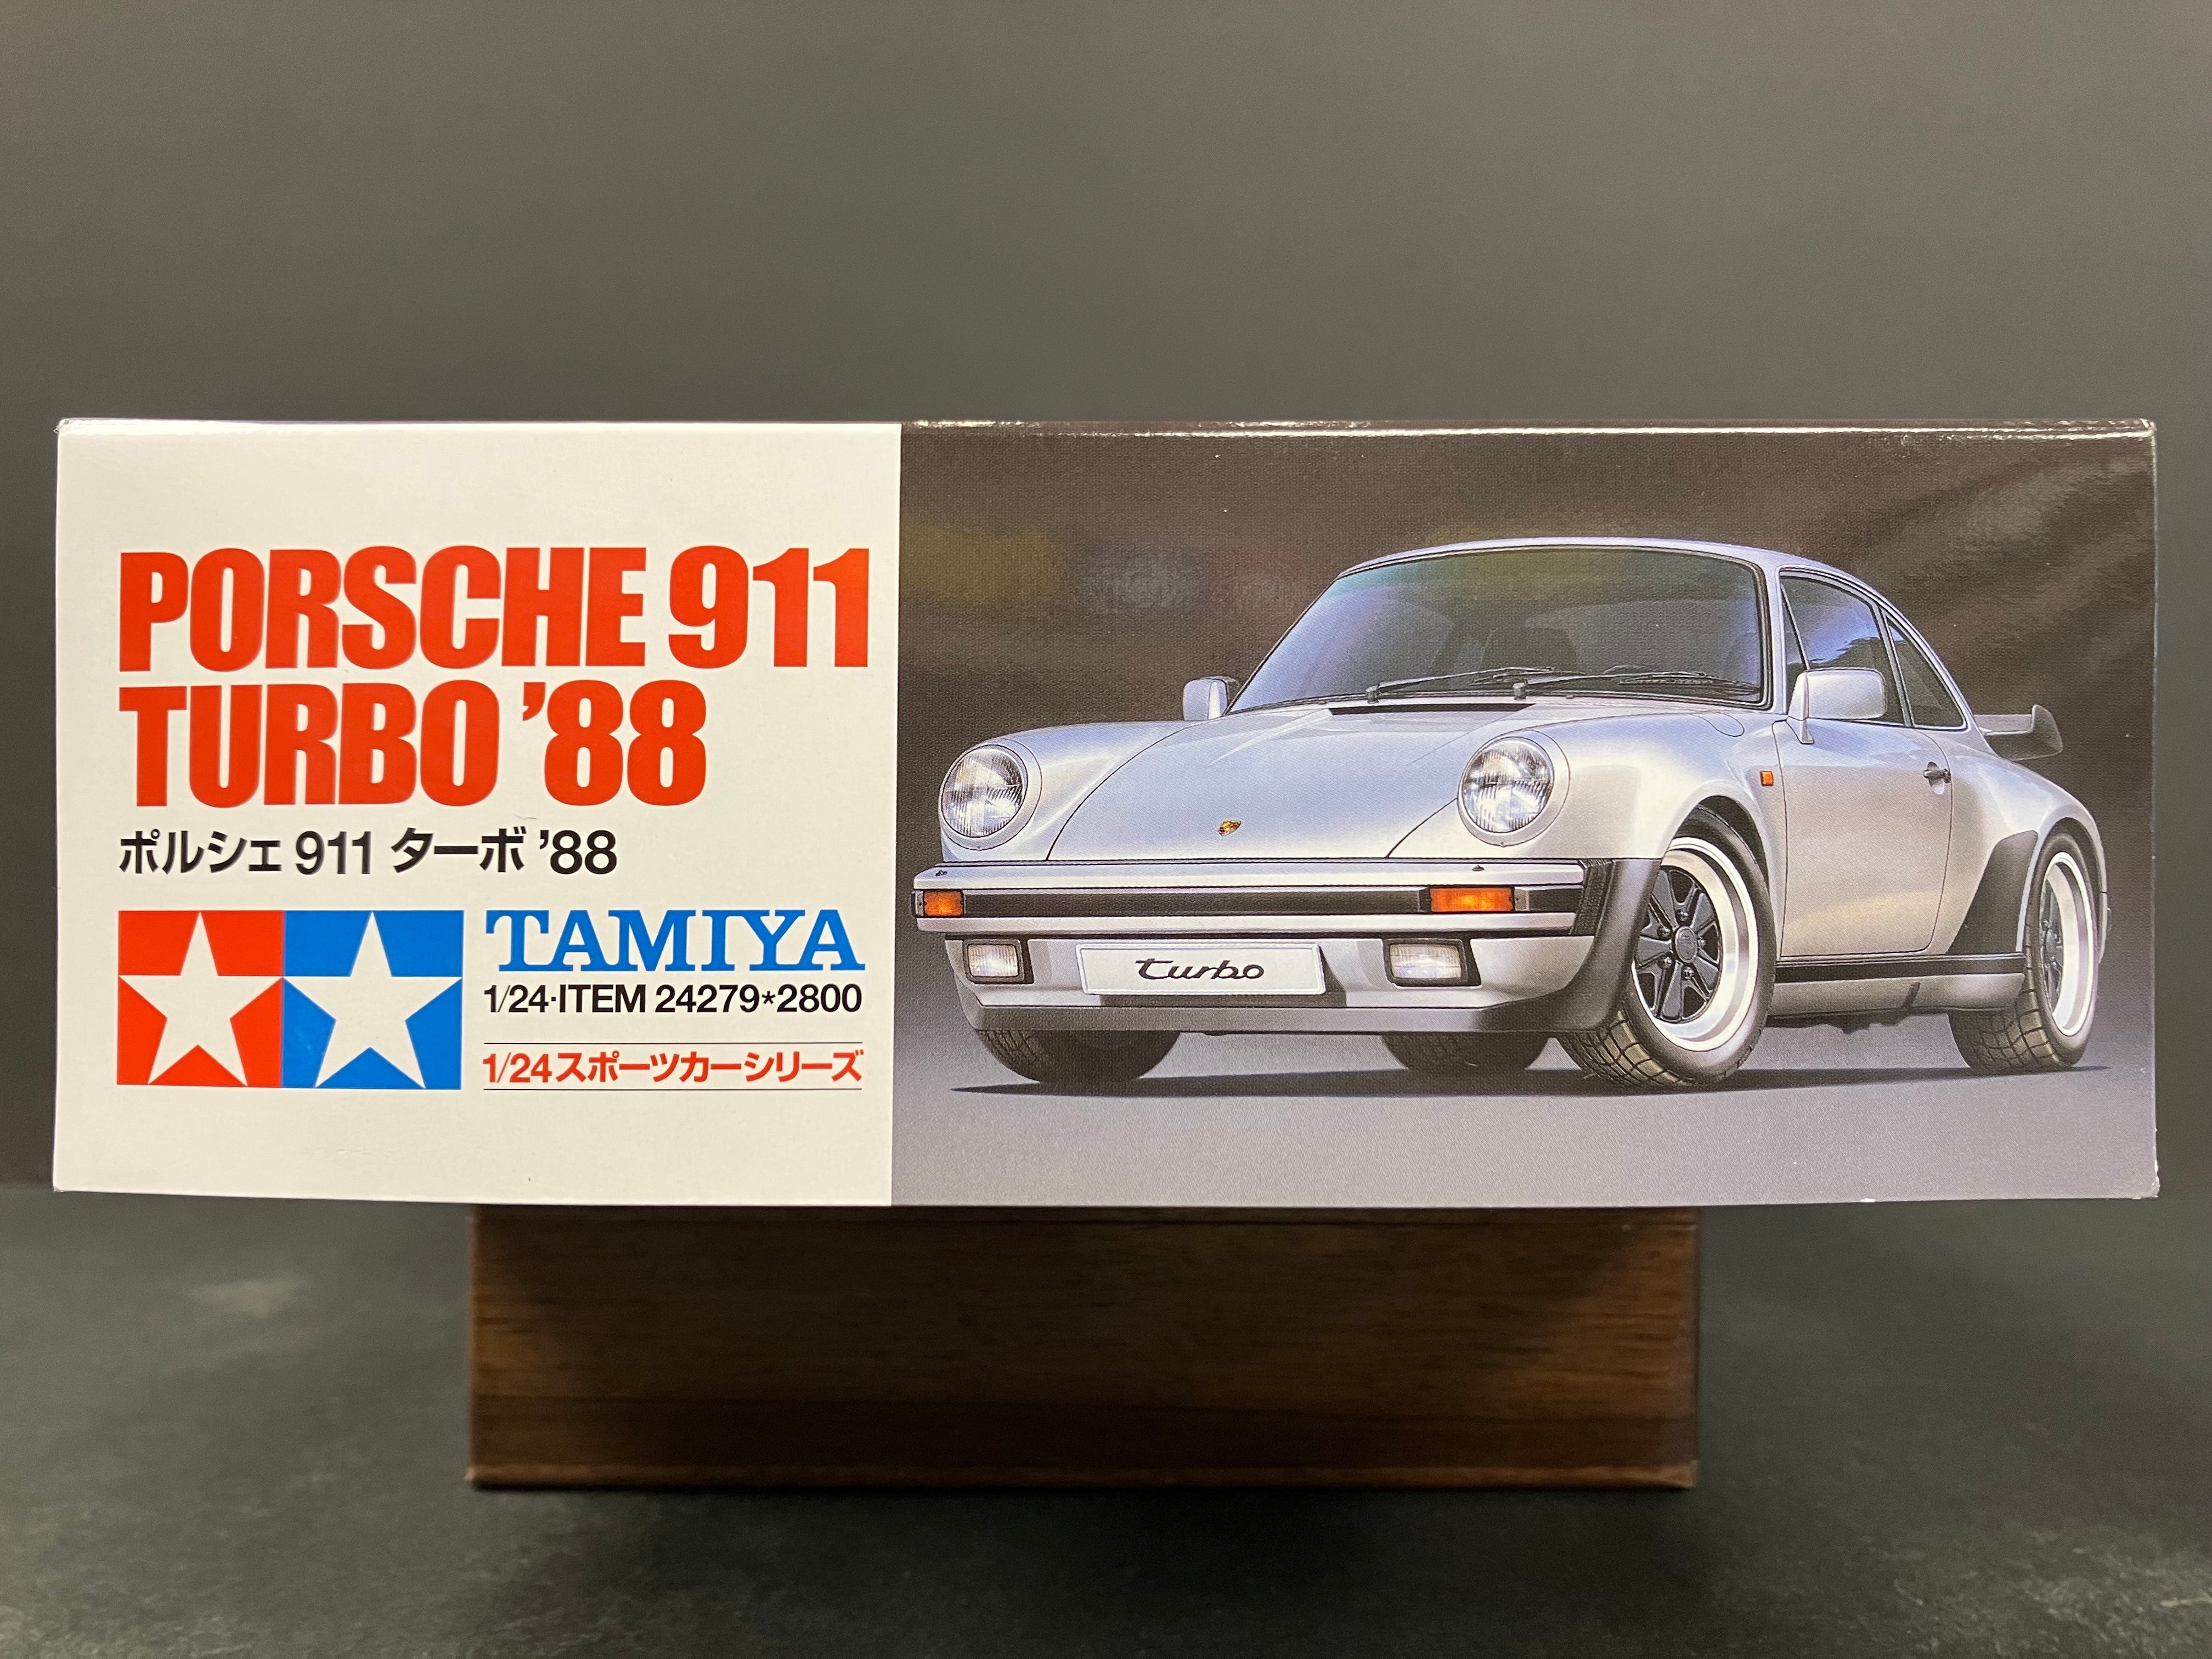 PORSCHE 911
TURBO '88
ポルシェ 911 ターボ '88
TAMIYA
1/24·ITEM 24279*2800
1/24スポーツカーシリーズ
Turbo